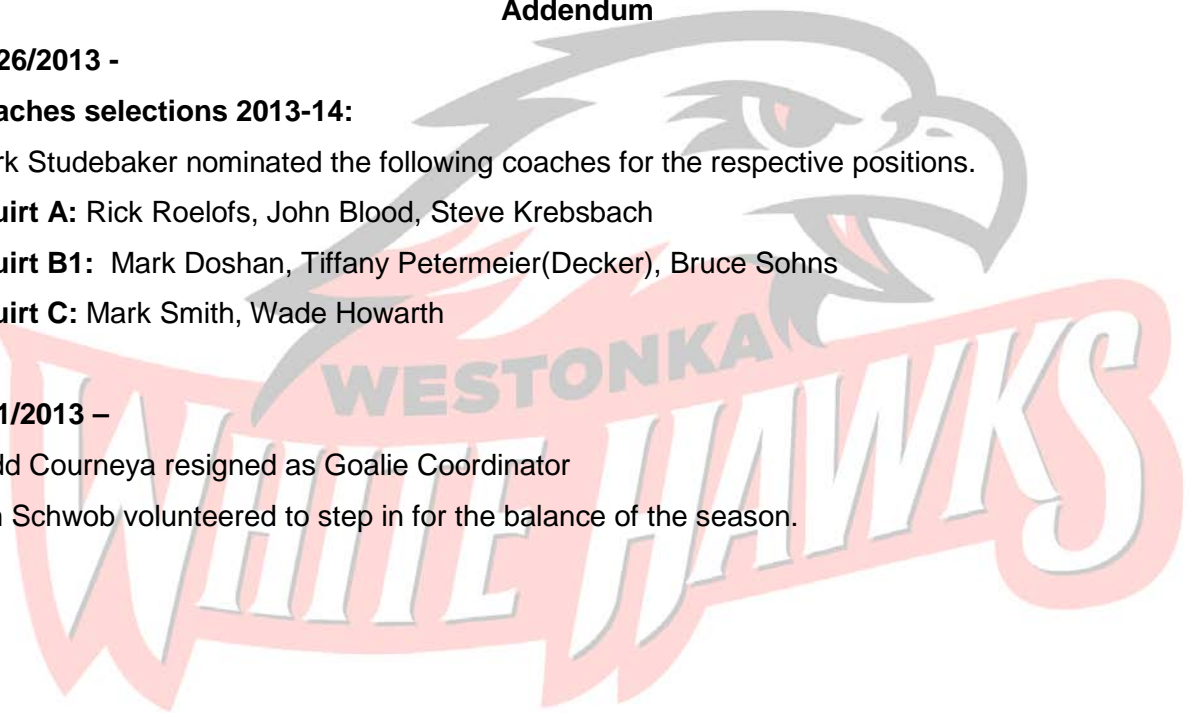 Addendum
26/2013 -
aches selections 2013-14:
rk Studebaker nominated the following coaches for the respective positions.
uirt A: Rick Roelofs, John Blood, Steve Krebsbach
uirt B1: Mark Doshan, Tiffany Petermeier(Decker), Bruce Sohns
uirt C: Mark Smith, Wade Howarth
1/2013 –
dd Courneya resigned as Goalie Coordinator
Schwob volunteered to step in for the balance of the season.
WESTONKA
WHITE HAWKS